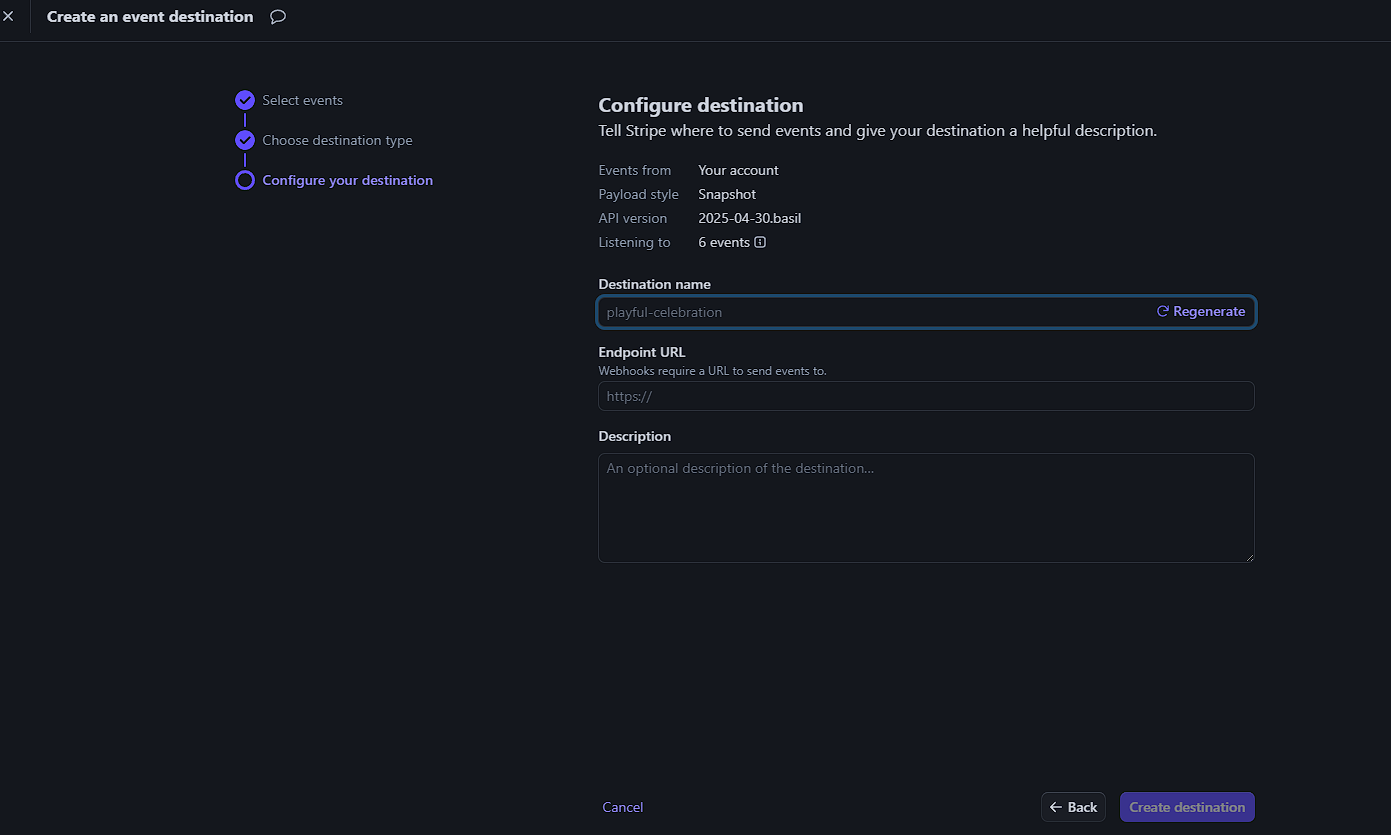 Create an event destination
Select events
Choose destination type
Configure your destination
Configure destination
Tell Stripe where to send events and give your destination a helpful description.
Events from Your account
Payload style Snapshot
API version 2025-04-30.basil
Listening to 6 events
Destination name
playful-celebration Regenerate
Endpoint URL
Webhooks require a URL to send events to.
https://
Description
An optional description of the destination...
Cancel Back Create destination